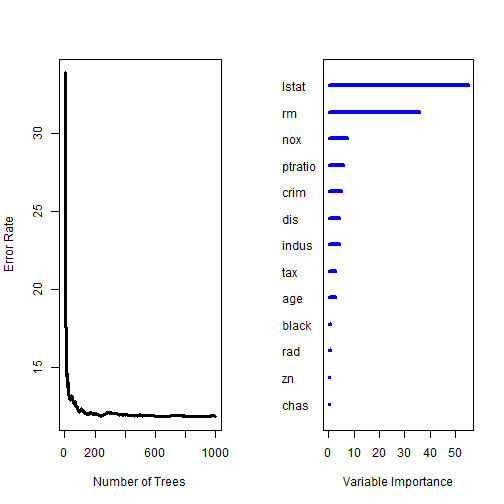 Error Rate
30
25
20
15
0
200
600
1000
Number of Trees
lstat
rm
nox
ptratio
crim
dis
indus
tax
age
black
rad
zn
chas
0
10
20
30
40
50
Variable Importance